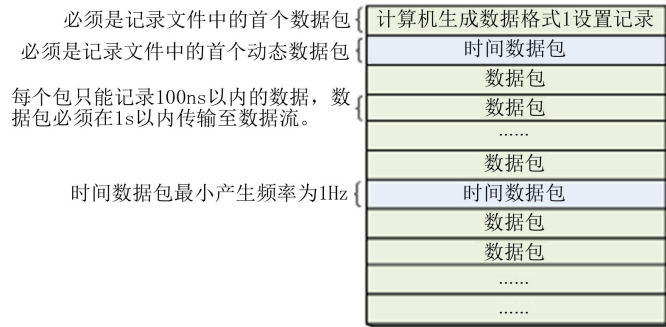 必须是记录文件中的首个数据包
计算机生成数据格式1设置记录
必须是记录文件中的首个动态数据包
时间数据包
数据包
每个包只能记录100ns以内的数据，数
据包必须在1s以内传输至数据流。
数据包
……
数据包
时间数据包最小产生频率为1Hz
时间数据包
数据包
数据包
……
……